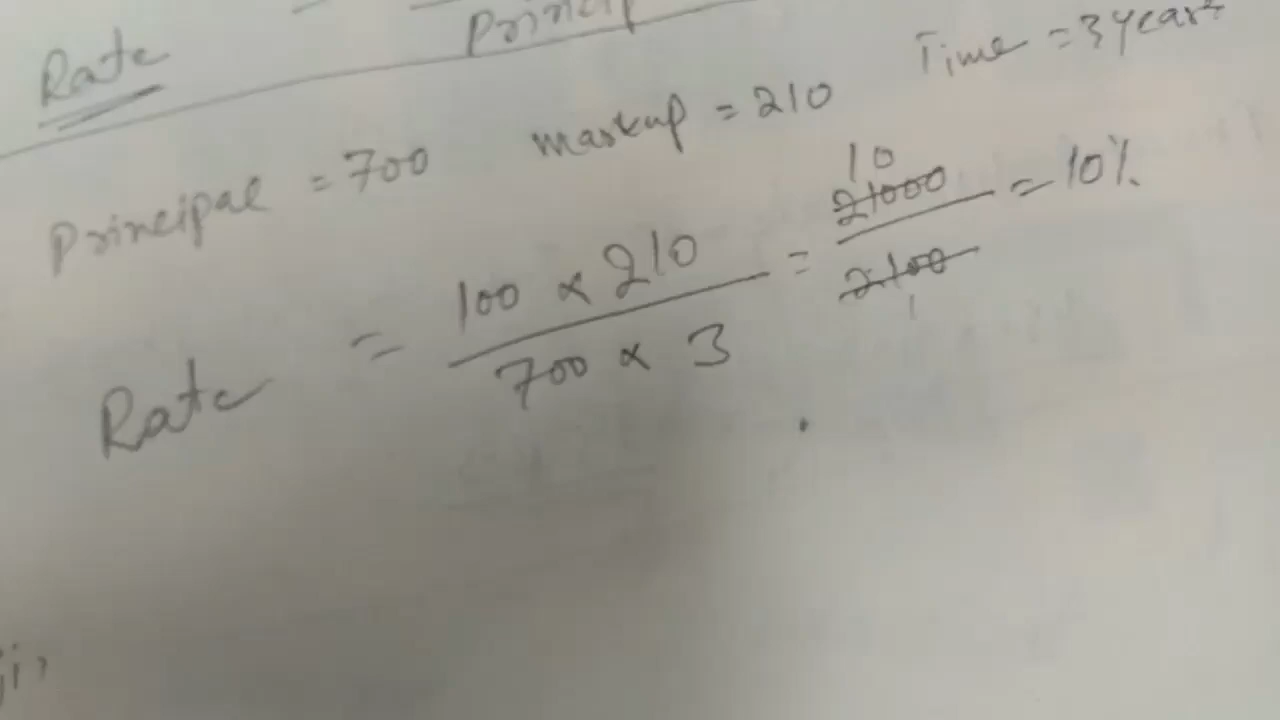 Rate
Principal = 700 markup = 210 Time = 3 years
Rate = 100 × 210 / 700 × 3 = 21000 / 2100 = 10%
10
1